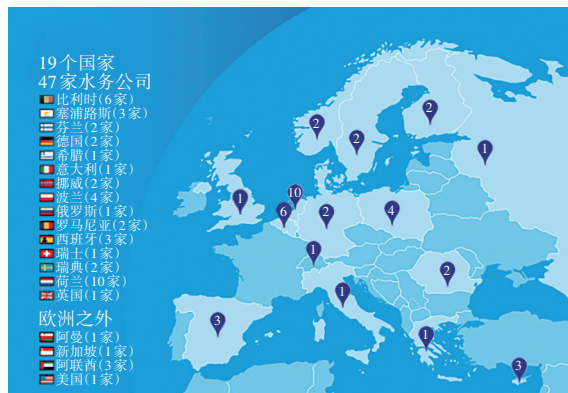 19个国家
47家水务公司
比利时(6家)
塞浦路斯(3家)
芬兰(2家)
德国(2家)
希腊(1家)
意大利(1家)
挪威(2家)
波兰(4家)
俄罗斯(1家)
罗马尼亚(2家)
西班牙(3家)
瑞士(1家)
瑞典(2家)
荷兰(10家)
英国(1家)
欧洲之外
阿曼(1家)
新加坡(1家)
阿联酋(3家)
美国(1家)
2
2
2
1
1
10
6
2
4
1
2
1
3
1
3